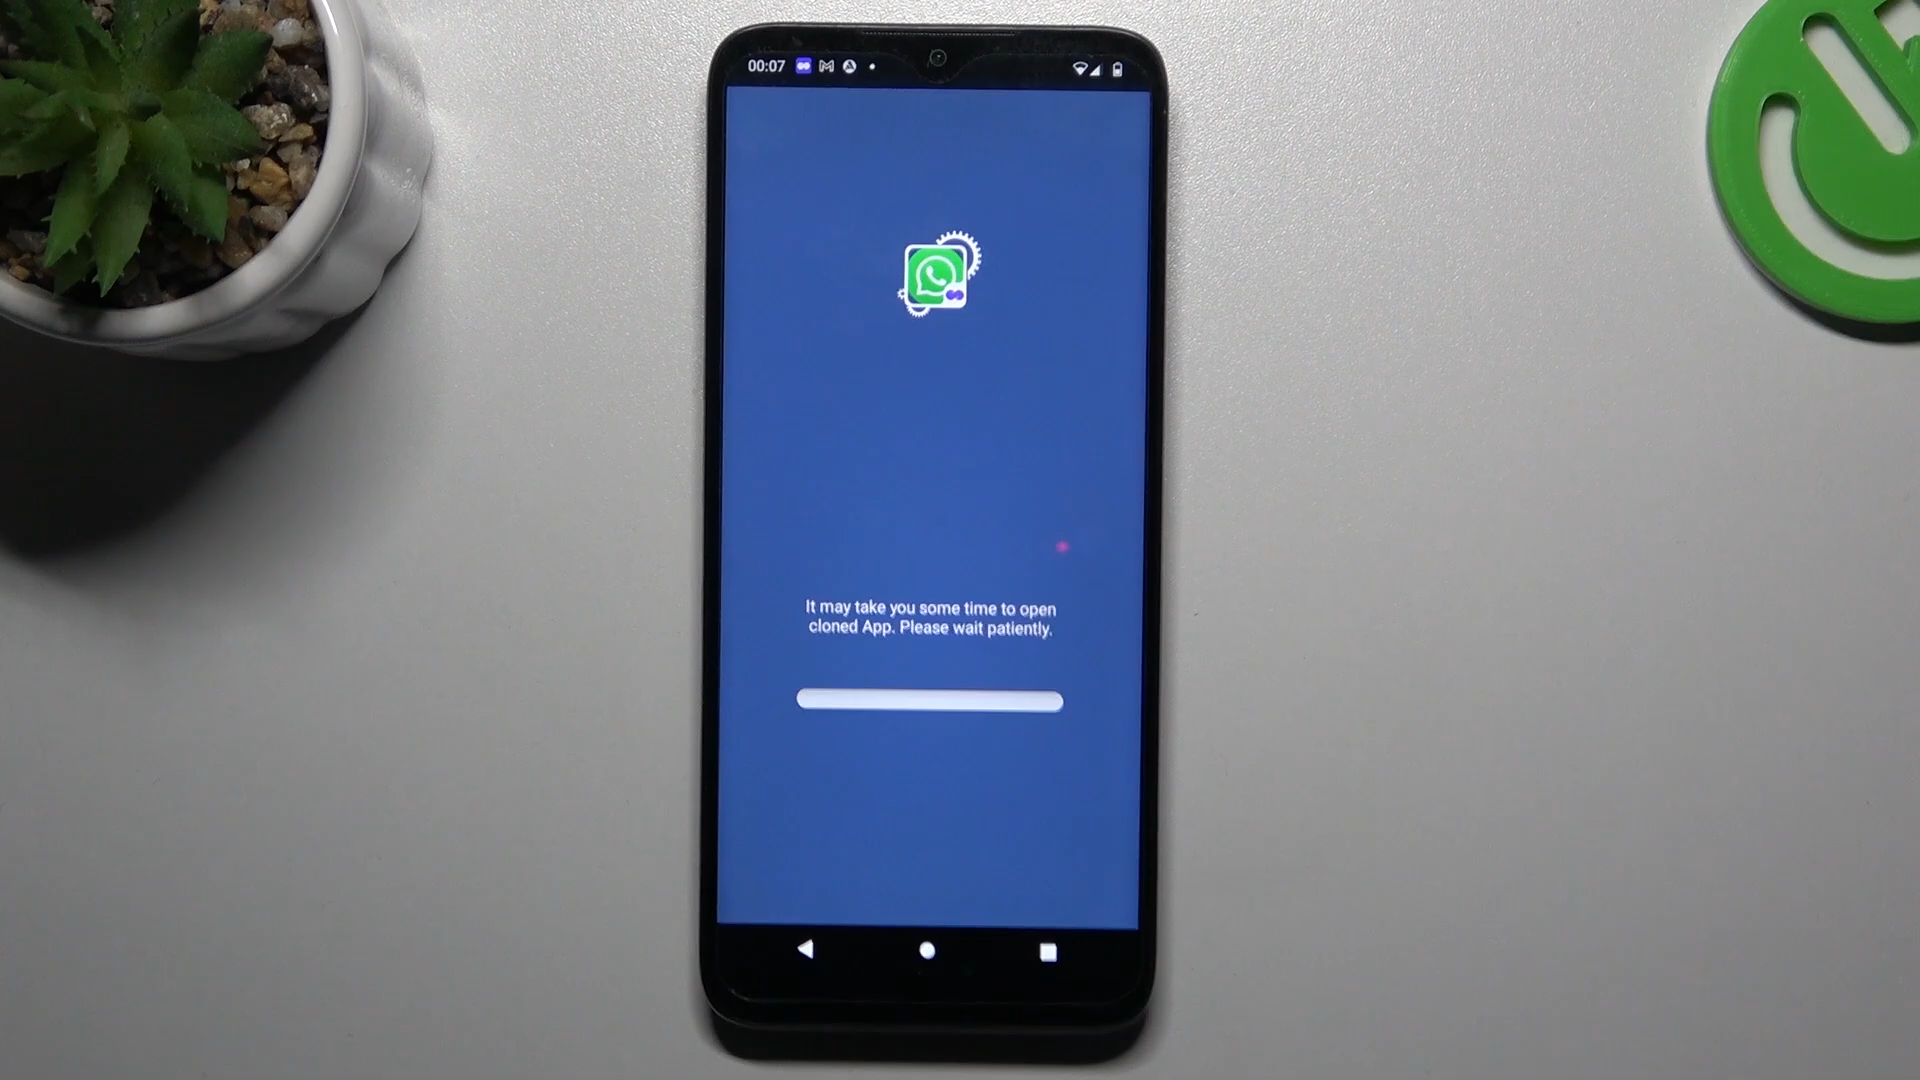 00:07
It may take you some time to open
cloned App. Please wait patiently.